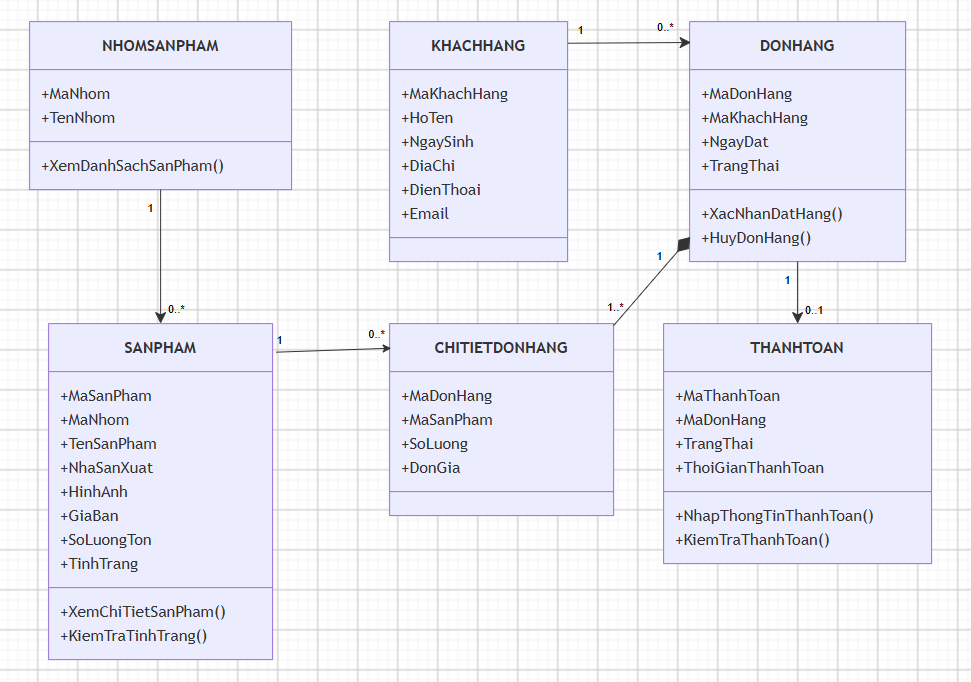 NHOMSANPHAM
+MaNhom
+TenNhom
+XemDanhSachSanPham()
1
0..*
KHACHHANG
+MaKhachHang
+HoTen
+NgaySinh
+DiaChi
+DienThoai
+Email
1
0..*
DONHANG
+MaDonHang
+MaKhachHang
+NgayDat
+TrangThai
+XacNhanDatHang()
+HuyDonHang()
1
1..*
1
0..1
SANPHAM
+MaSanPham
+MaNhom
+TenSanPham
+NhaSanXuat
+HinhAnh
+GiaBan
+SoLuongTon
+TinhTrang
+XemChiTietSanPham()
+KiemTraTinhTrang()
1
0..*
CHITIETDONHANG
+MaDonHang
+MaSanPham
+SoLuong
+DonGia
THANHTOAN
+MaThanhToan
+MaDonHang
+TrangThai
+ThoiGianThanhToan
+NhapThongTinThanhToan()
+KiemTraThanhToan()